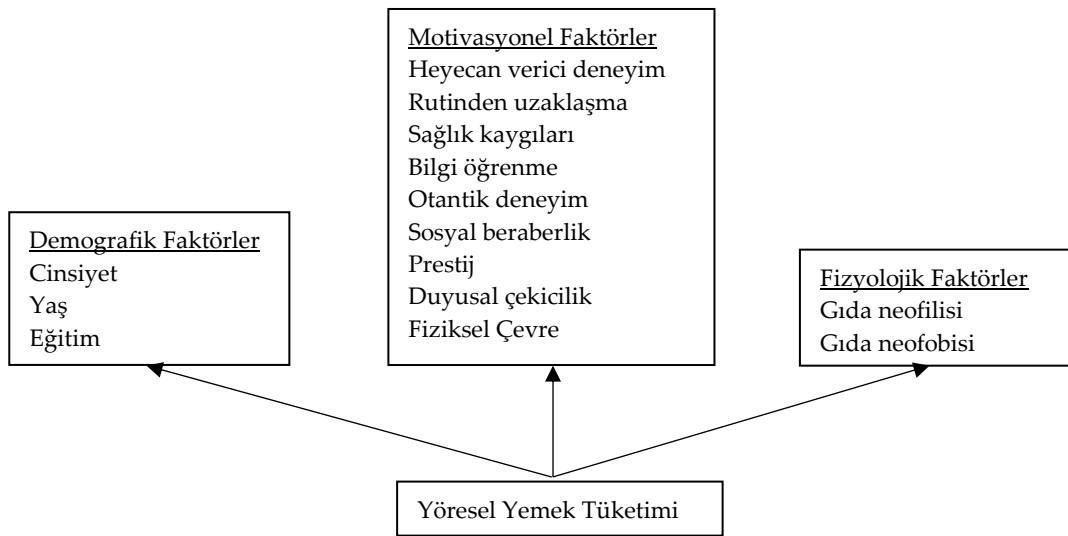 Motivasyonel Faktörler
Heyecan verici deneyim
Rutinden uzaklaşma
Sağlık kaygıları
Bilgi öğrenme
Otantik deneyim
Sosyal beraberlik
Prestij
Duyusal çekicilik
Fiziksel Çevre
Demografik Faktörler
Cinsiyet
Yaş
Eğitim
Fizyolojik Faktörler
Gıda neofilisi
Gıda neofobisi
Yöresel Yemek Tüketimi